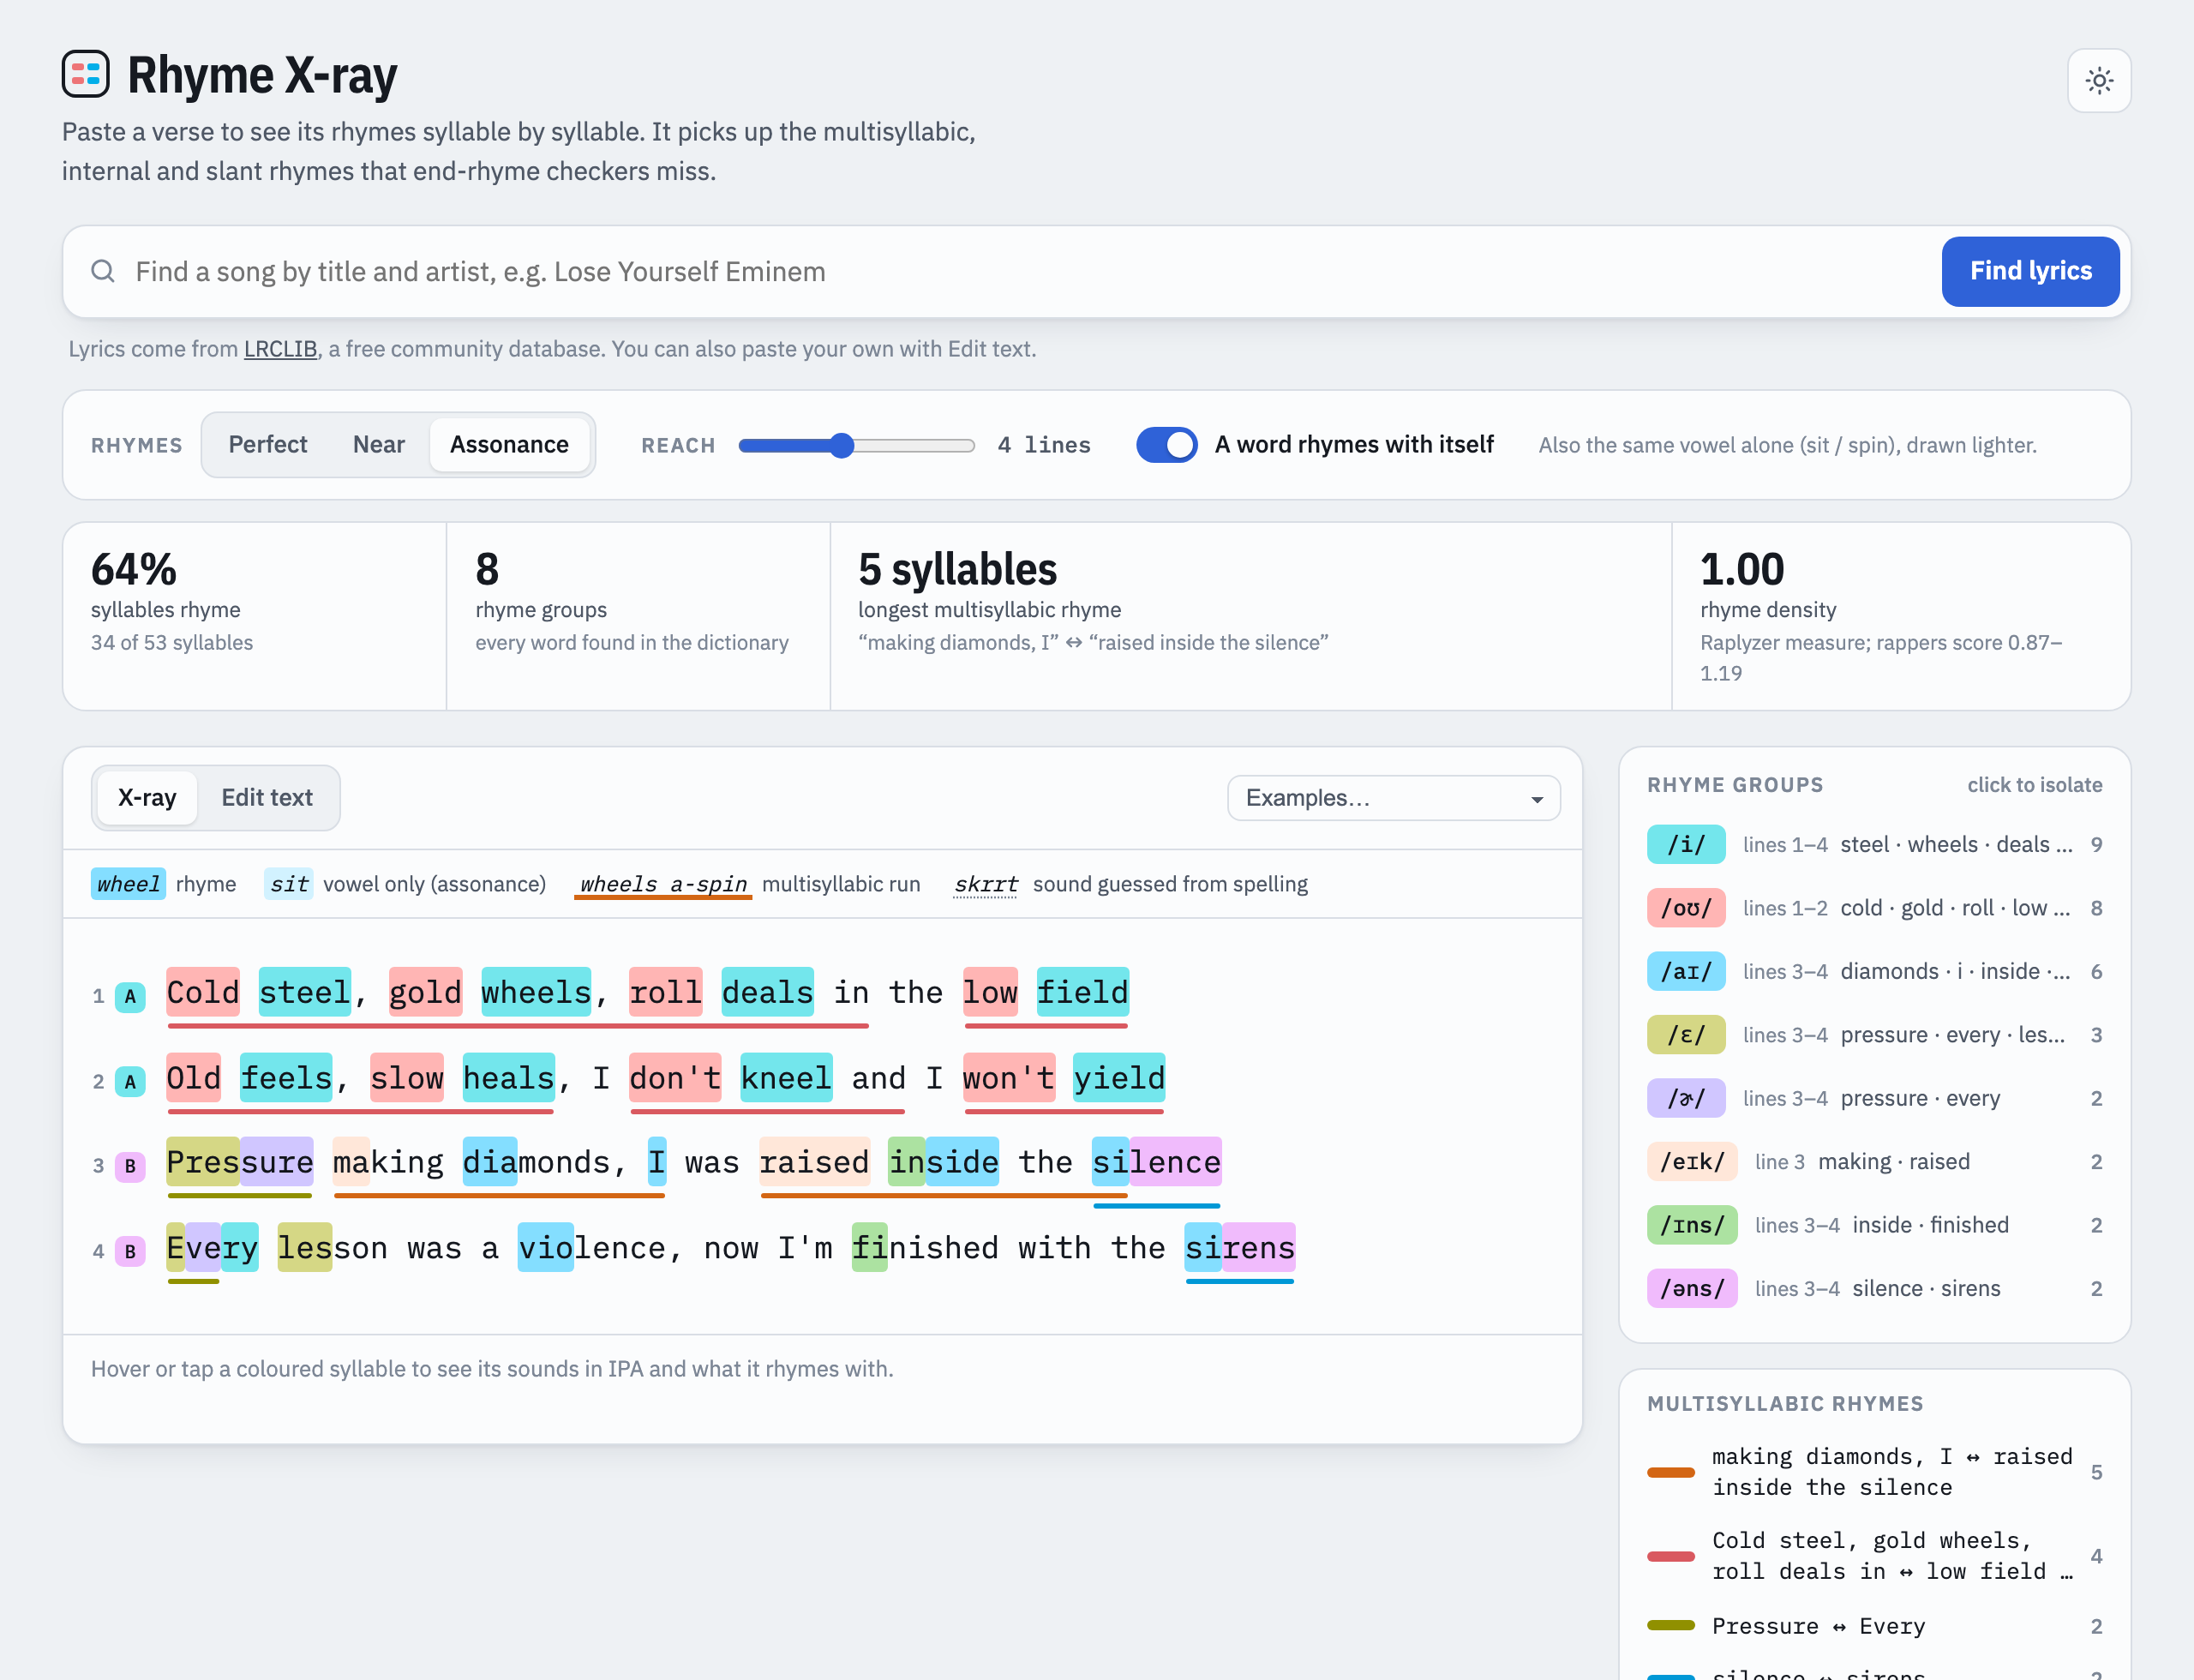 Rhyme X-ray
Paste a verse to see its rhymes syllable by syllable. It picks up the multisyllabic,
internal and slant rhymes that end-rhyme checkers miss.
Find a song by title and artist, e.g. Lose Yourself Eminem
Find lyrics
Lyrics come from LRCLIB, a free community database. You can also paste your own with Edit text.
RHYMES Perfect Near Assonance REACH 4 lines A word rhymes with itself Also the same vowel alone (sit / spin), drawn lighter.
64%
syllables rhyme
34 of 53 syllables
8
rhyme groups
every word found in the dictionary
5 syllables
longest multisyllabic rhyme
“making diamonds, I” ↔ “raised inside the silence”
1.00
rhyme density
Raplyzer measure; rappers score 0.87–
1.19
X-ray Edit text Examples...
wheel rhyme sit vowel only (assonance) wheels a-spin multisyllabic run skrrt sound guessed from spelling
1 A Cold steel, gold wheels, roll deals in the low field
2 A Old feels, slow heals, I don't kneel and I won't yield
3 B Pressure making diamonds, I was raised inside the silence
4 B Every lesson was a violence, now I'm finished with the sirens
Hover or tap a coloured syllable to see its sounds in IPA and what it rhymes with.
RHYME GROUPS click to isolate
/i/ lines 1–4 steel · wheels · deals ... 9
/oʊ/ lines 1–2 cold · gold · roll · low ... 8
/aɪ/ lines 3–4 diamonds · i · inside ·... 6
/ɛ/ lines 3–4 pressure · every · les... 3
/ɚ/ lines 3–4 pressure · every 2
/eɪk/ line 3 making · raised 2
/ɪns/ lines 3–4 inside · finished 2
/əns/ lines 3–4 silence · sirens 2
MULTISYLLABIC RHYMES
making diamonds, I ↔ raised
inside the silence 5
Cold steel, gold wheels,
roll deals in ↔ low field … 4
Pressure ↔ Every 2
silence ↔ sirens 2